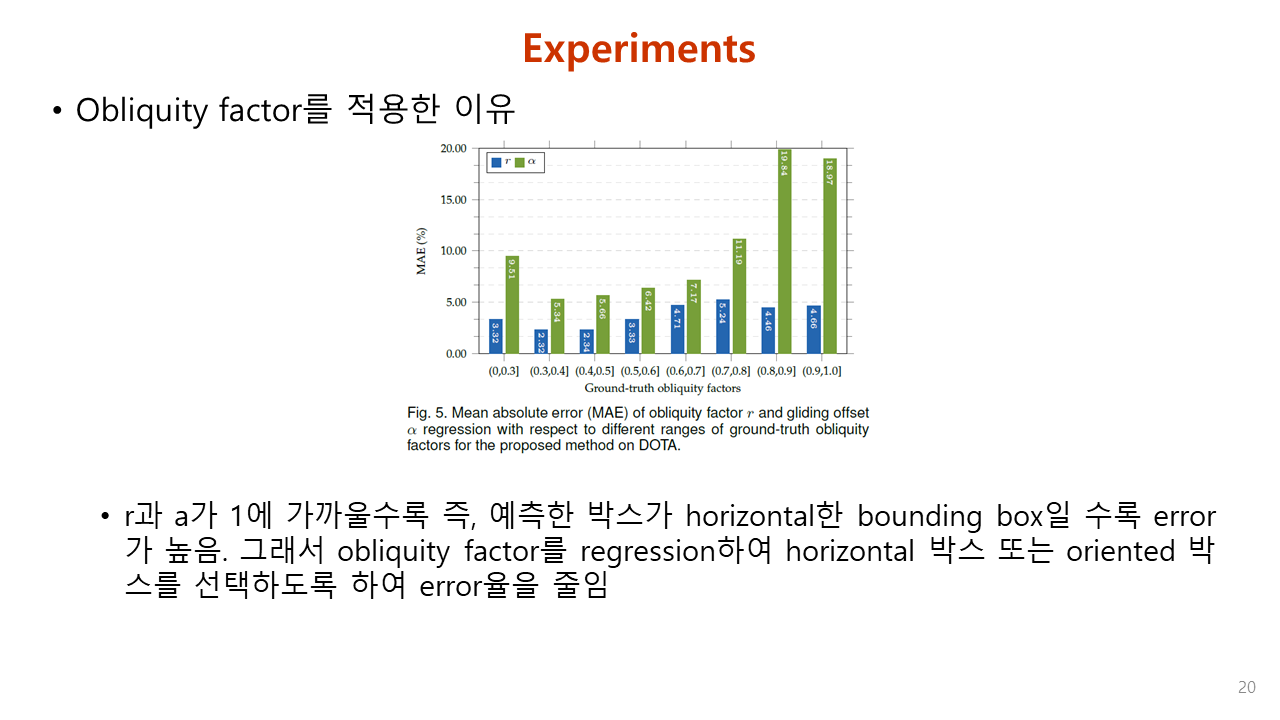 Experiments
• Obliquity factor를 적용한 이유
20.00
15.00
10.00
5.00
0.00
MAE (%)
r α
3.32 9.51 2.32 5.34 2.34 5.66 3.33 6.42 4.71 7.17 5.24 11.19 4.46 19.84 4.66 18.97
(0,0.3] (0.3,0.4] (0.4,0.5] (0.5,0.6] (0.6,0.7] (0.7,0.8] (0.8,0.9] (0.9,1.0]
Ground-truth obliquity factors
Fig. 5. Mean absolute error (MAE) of obliquity factor r and gliding offset
α regression with respect to different ranges of ground-truth obliquity
factors for the proposed method on DOTA.
• r과 a가 1에 가까울수록 즉, 예측한 박스가 horizontal한 bounding box일 수록 error
가 높음. 그래서 obliquity factor를 regression하여 horizontal 박스 또는 oriented 박
스를 선택하도록 하여 error율을 줄임
20